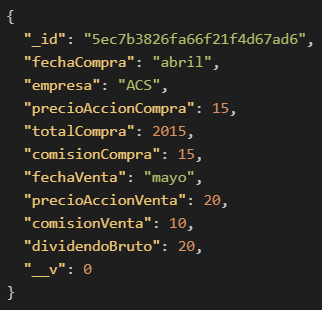 {
"_id": "5ec7b3826fa66f21f4d67ad6",
"fechaCompra": "abril",
"empresa": "ACS",
"precioAccionCompra": 15,
"totalCompra": 2015,
"comisionCompra": 15,
"fechaVenta": "mayo",
"precioAccionVenta": 20,
"comisionVenta": 10,
"dividendoBruto": 20,
"__v": 0
}